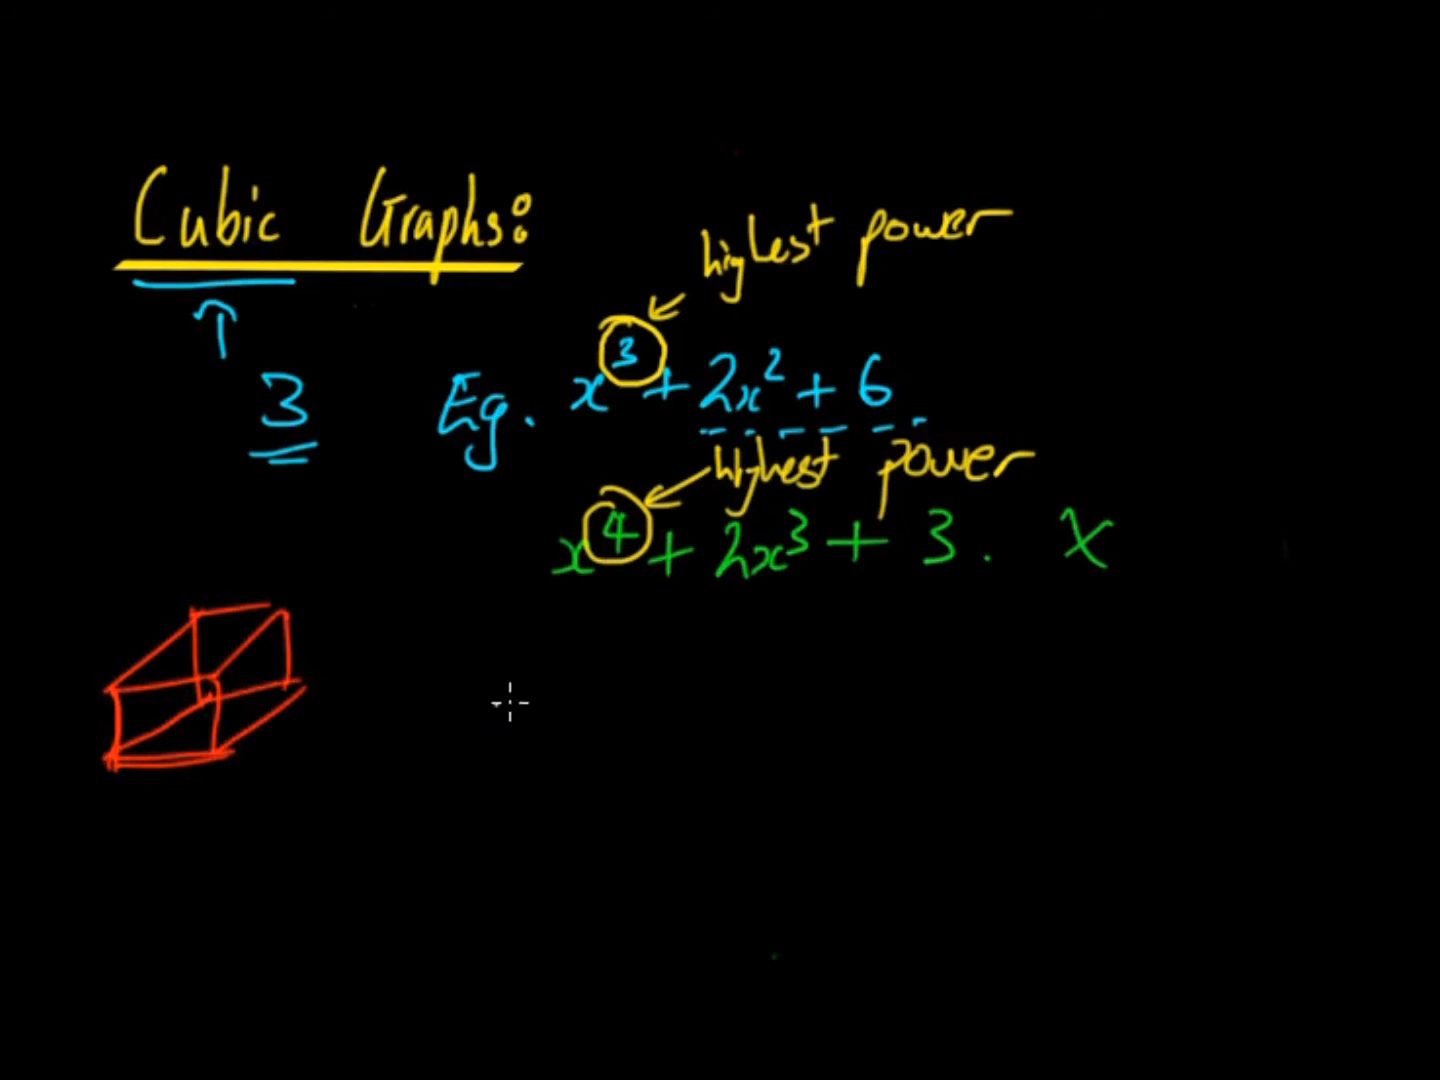 Cubic Graphs:
highest power
3 Eg. x³ + 2x² + 6
highest power
x⁴ + 2x³ + 3. X